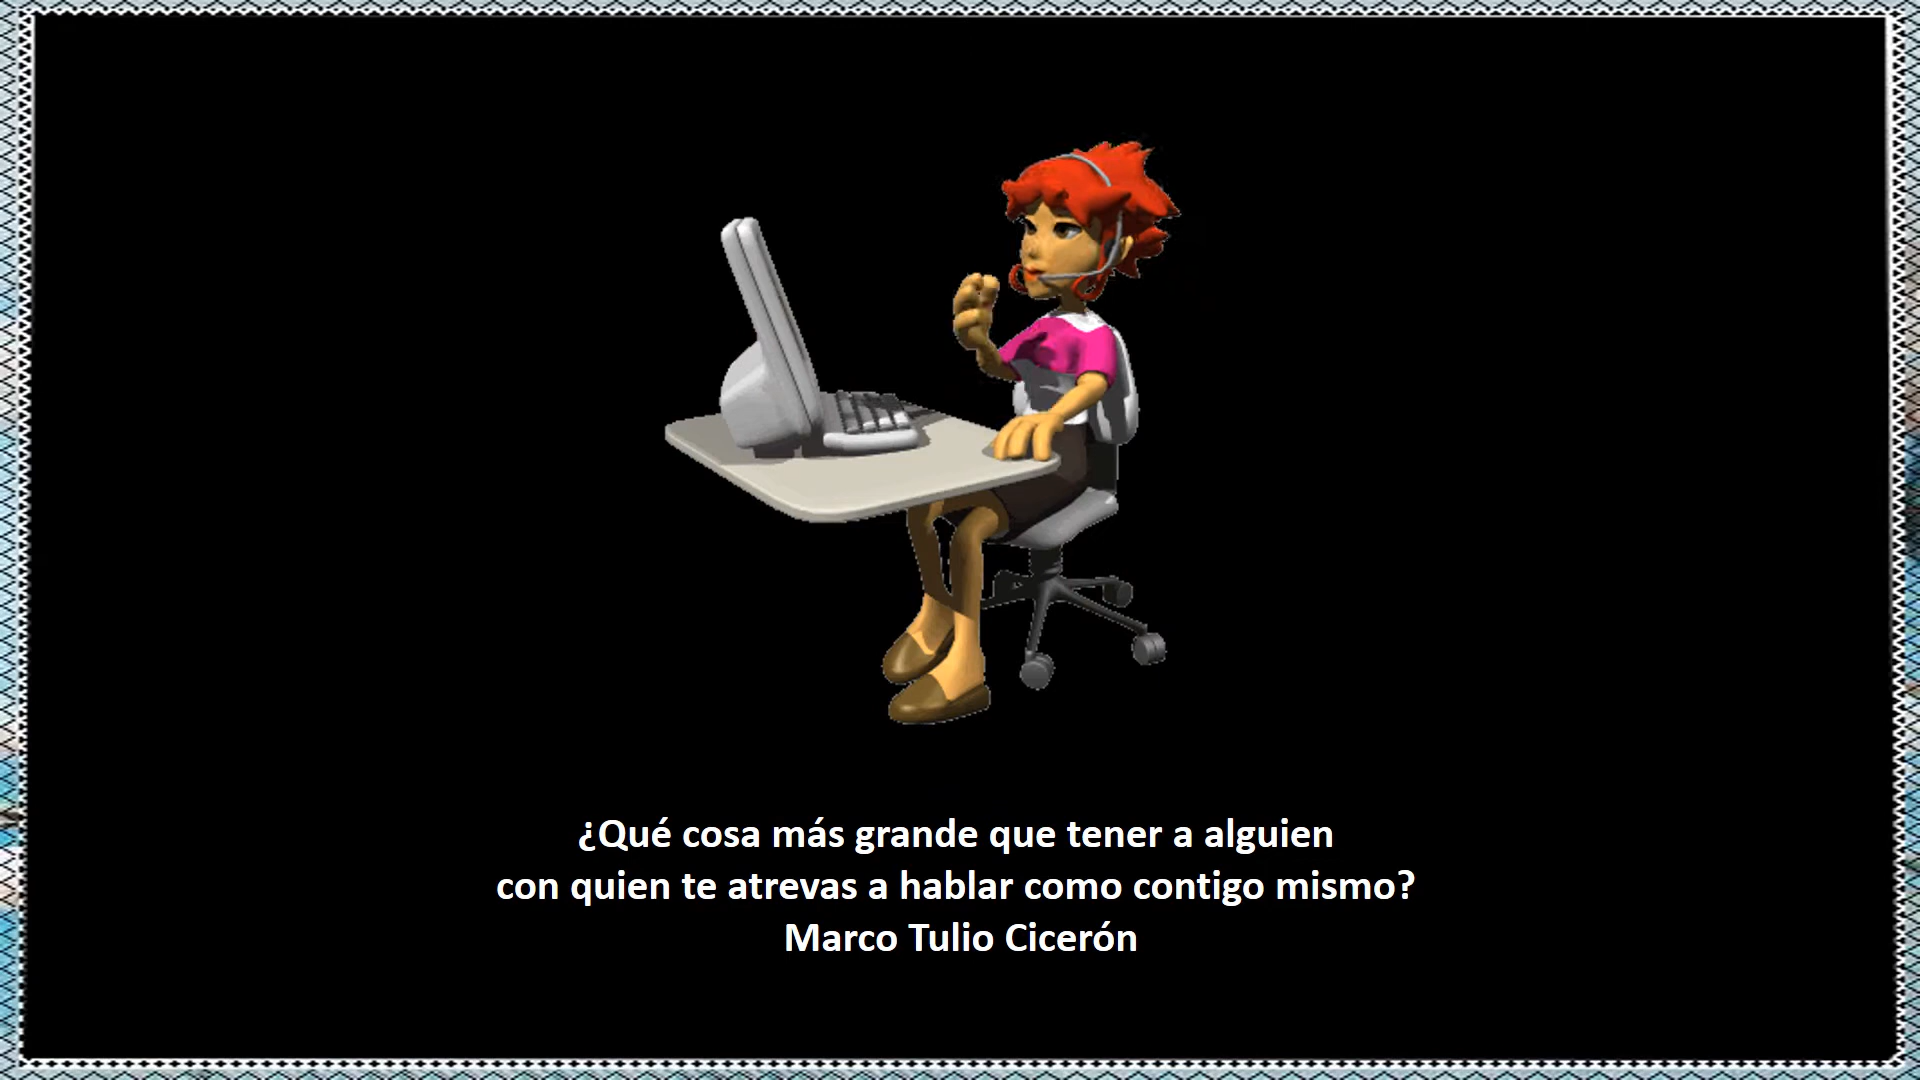 ¿Qué cosa más grande que tener a alguien
con quien te atrevas a hablar como contigo mismo?
Marco Tulio Cicerón